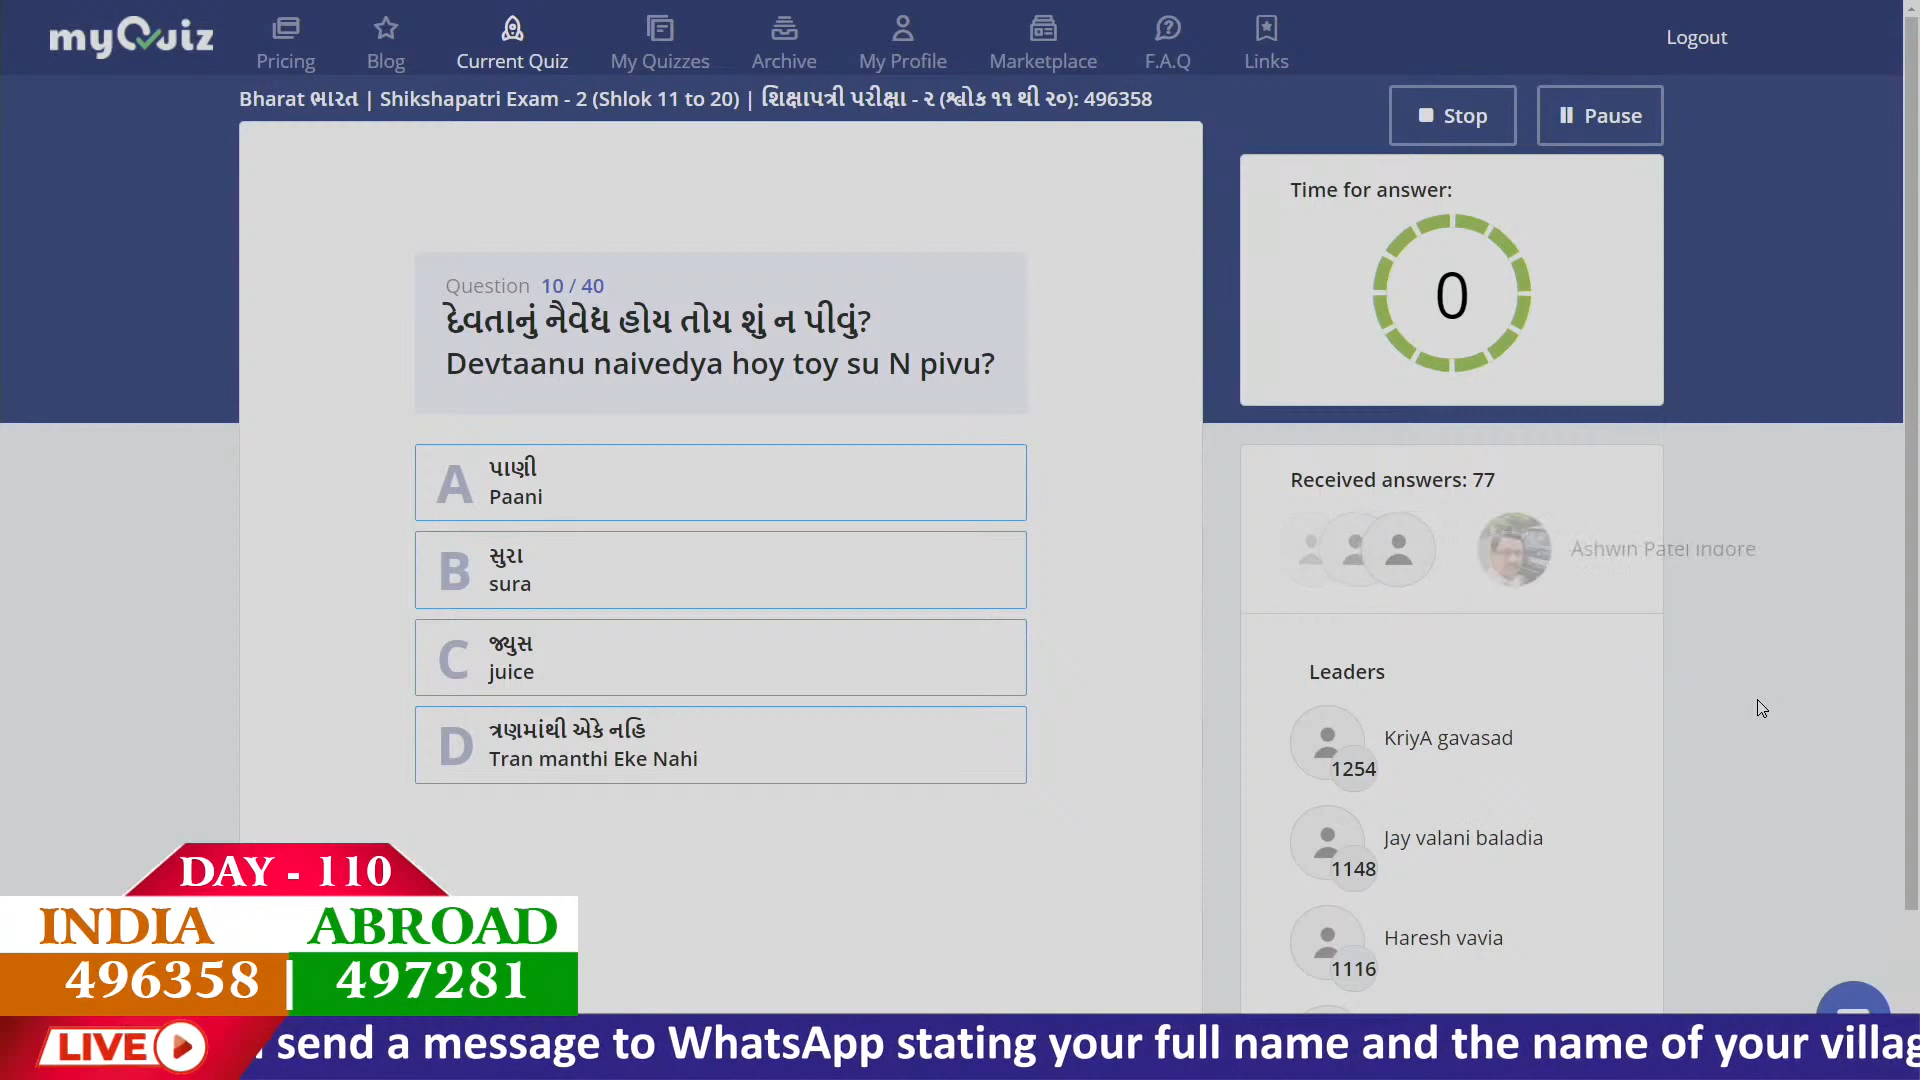 myQuiz
Pricing
Blog
Current Quiz
My Quizzes
Archive
My Profile
Marketplace
F.A.Q
Links
Logout
Bharat ભારત | Shikshapatri Exam - 2 (Shlok 11 to 20) | શિક્ષાપત્રી પરીક્ષા - ૨ (શ્લોક ૧૧ થી ૨૦): 496358
Stop
Pause
Time for answer:
0
Question 10 / 40
દેવતાનું નૈવેદ્ય હોય તોય શું ન પીવું?
Devtaanu naivedya hoy toy su N pivu?
A
પાણી
Paani
B
સુરા
sura
C
જ્યુસ
juice
D
ત્રણમાંથી એકે નહિ
Tran manthi Eke Nahi
Received answers: 77
Ashwin Patel Indore
Leaders
KriyA gavasad
1254
Jay valani baladia
1148
Haresh vavia
1116
DAY - 110
INDIA ABROAD
496358 | 497281
LIVE
send a message to WhatsApp stating your full name and the name of your villag